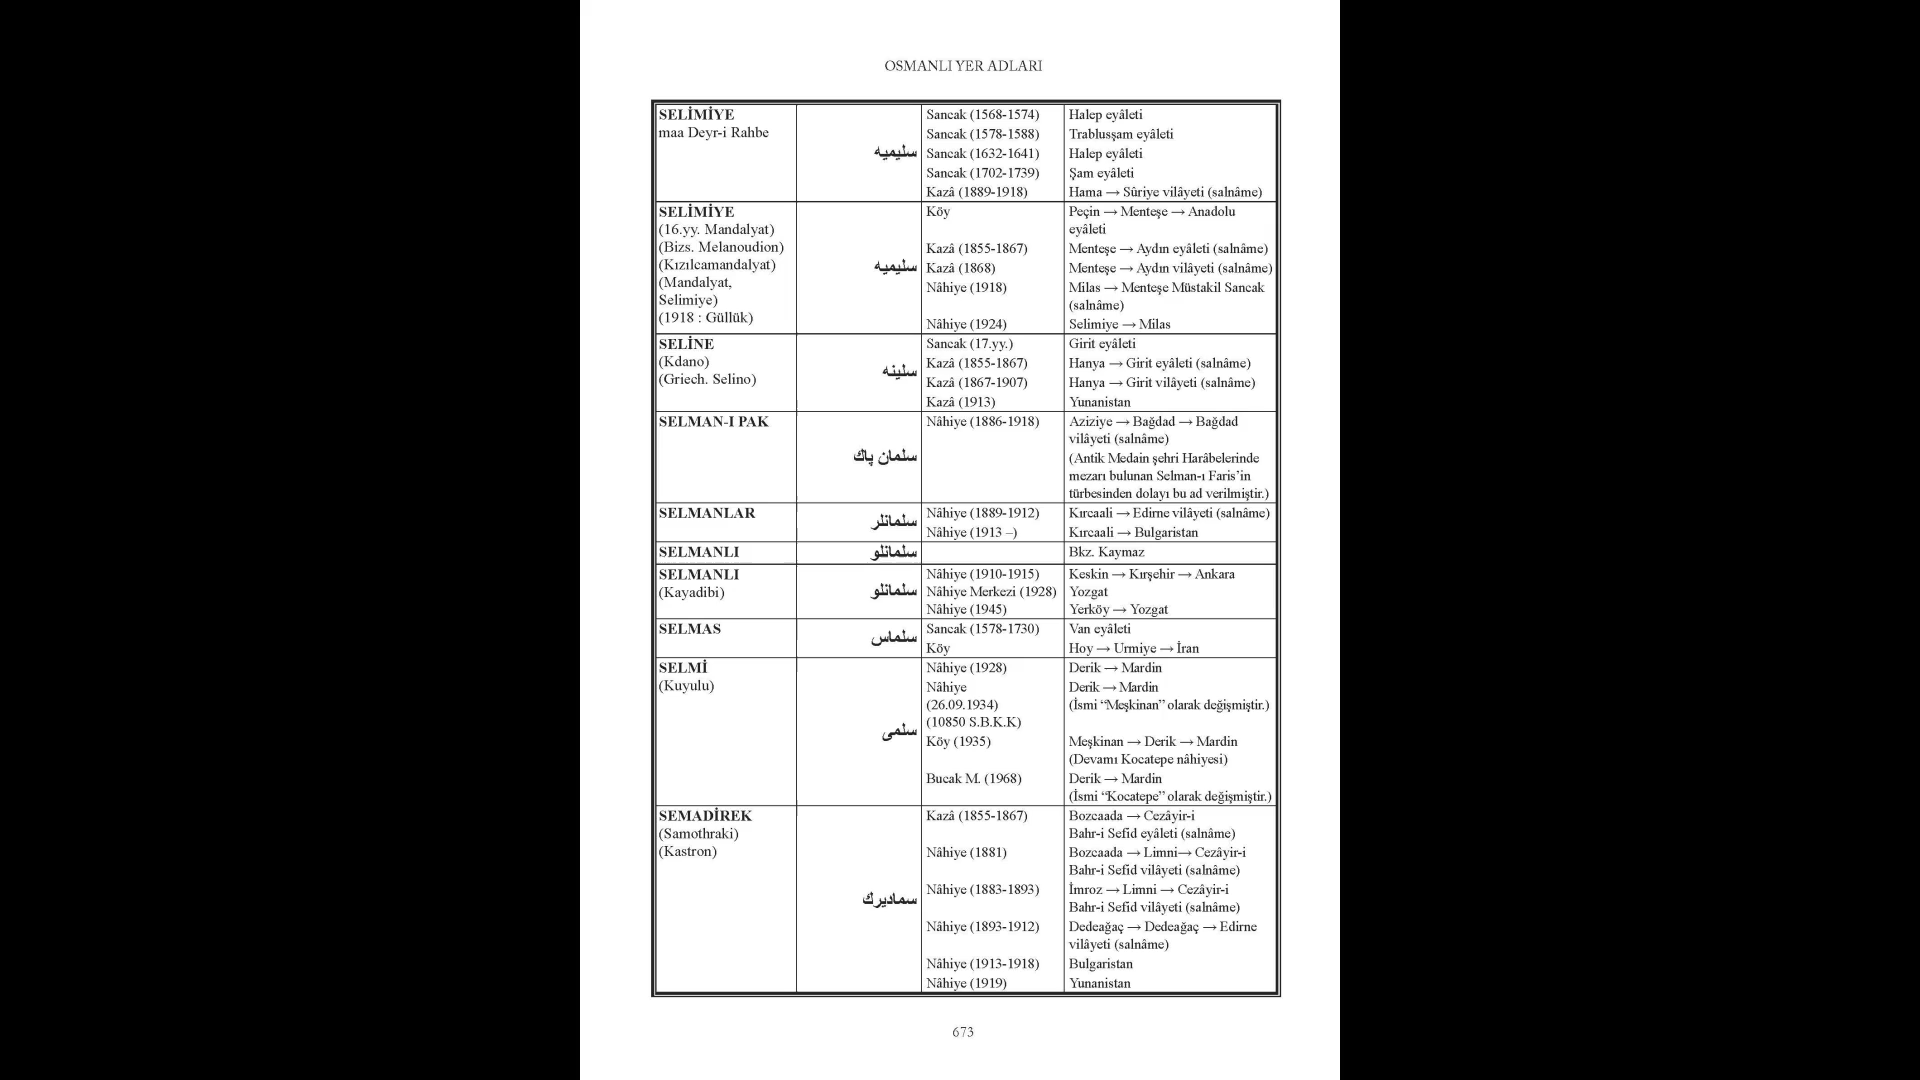 OSMANLI YER ADLARI
SELİMİYE
maa Deyr-i Rahbe
سليميه
Sancak (1568-1574) Halep eyâleti
Sancak (1578-1588) Trablusşam eyâleti
Sancak (1632-1641) Halep eyâleti
Sancak (1702-1739) Şam eyâleti
Kazâ (1889-1918) Hama → Sûriye vilâyeti (salnâme)
SELİMİYE
(16.yy. Mandalyat)
(Bizs. Melanoudion)
(Kızılcamandalyat)
(Mandalyat,
Selimiye)
(1918 : Güllük)
سليميه
Köy Peçin → Menteşe → Anadolu
eyâleti
Kazâ (1855-1867) Menteşe → Aydın eyâleti (salnâme)
Kazâ (1868) Menteşe → Aydın vilâyeti (salnâme)
Nâhiye (1918) Milas → Menteşe Müstakil Sancak
(salnâme)
Nâhiye (1924) Selimiye → Milas
SELİNE
(Kdano)
(Griech. Selino)
سلينه
Sancak (17.yy.) Girit eyâleti
Kazâ (1855-1867) Hanya → Girit eyâleti (salnâme)
Kazâ (1867-1907) Hanya → Girit vilâyeti (salnâme)
Kazâ (1913) Yunanistan
SELMAN-I PAK
سلمان پاك
Nâhiye (1886-1918) Aziziye → Bağdad → Bağdad
vilâyeti (salnâme)
(Antik Medain şehri Harâbelerinde
mezarı bulunan Selman-ı Faris’in
türbesinden dolayı bu ad verilmiştir.)
SELMANLAR
سلمانلر
Nâhiye (1889-1912) Kırcaali → Edirne vilâyeti (salnâme)
Nâhiye (1913 –) Kırcaali → Bulgaristan
SELMANLI
سلمانلو
Bkz. Kaymaz
SELMANLI
(Kayadibi)
سلمانلو
Nâhiye (1910-1915) Keskin → Kırşehir → Ankara
Nâhiye Merkezi (1928) Yozgat
Nâhiye (1945) Yerköy → Yozgat
SELMAS
سلماس
Sancak (1578-1730) Van eyâleti
Köy Hoy → Urmiye → İran
SELMİ
(Kuyulu)
سلمى
Nâhiye (1928) Derik → Mardin
Nâhiye Derik → Mardin
(26.09.1934) (İsmi “Meşkinan” olarak değişmiştir.)
(10850 S.B.K.K)
Köy (1935) Meşkinan → Derik → Mardin
(Devamı Kocatepe nâhiyesi)
Bucak M. (1968) Derik → Mardin
(İsmi “Kocatepe” olarak değişmiştir.)
SEMADİREK
(Samothraki)
(Kastron)
سماديرك
Kazâ (1855-1867) Bozcaada → Cezâyir-i
Bahr-i Sefid eyâleti (salnâme)
Nâhiye (1881) Bozcaada → Limni→ Cezâyir-i
Bahr-i Sefid vilâyeti (salnâme)
Nâhiye (1883-1893) İmroz → Limni → Cezâyir-i
Bahr-i Sefid vilâyeti (salnâme)
Nâhiye (1893-1912) Dedeağaç → Dedeağaç → Edirne
vilâyeti (salnâme)
Nâhiye (1913-1918) Bulgaristan
Nâhiye (1919) Yunanistan
673